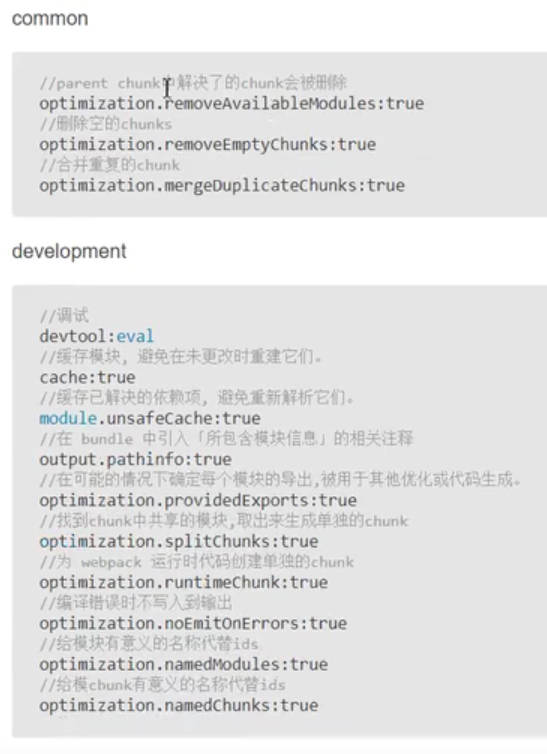 common
//parent chunk中解决了的chunk会被删除
optimization.removeAvailableModules:true
//删除空的chunks
optimization.removeEmptyChunks:true
//合并重复的chunk
optimization.mergeDuplicateChunks:true
development
//调试
devtool:eval
//缓存模块, 避免在未更改时重建它们。
cache:true
//缓存已解决的依赖项, 避免重新解析它们。
module.unsafeCache:true
//在 bundle 中引入「所包含模块信息」的相关注释
output.pathinfo:true
//在可能的情况下确定每个模块的导出,被用于其他优化或代码生成。
optimization.providedExports:true
//找到chunk中共享的模块,取出来生成单独的chunk
optimization.splitChunks:true
//为 webpack 运行时代码创建单独的chunk
optimization.runtimeChunk:true
//编译错误时不写入到输出
optimization.noEmitOnErrors:true
//给模块有意义的名称代替ids
optimization.namedModules:true
//给模chunk有意义的名称代替ids
optimization.namedChunks:true